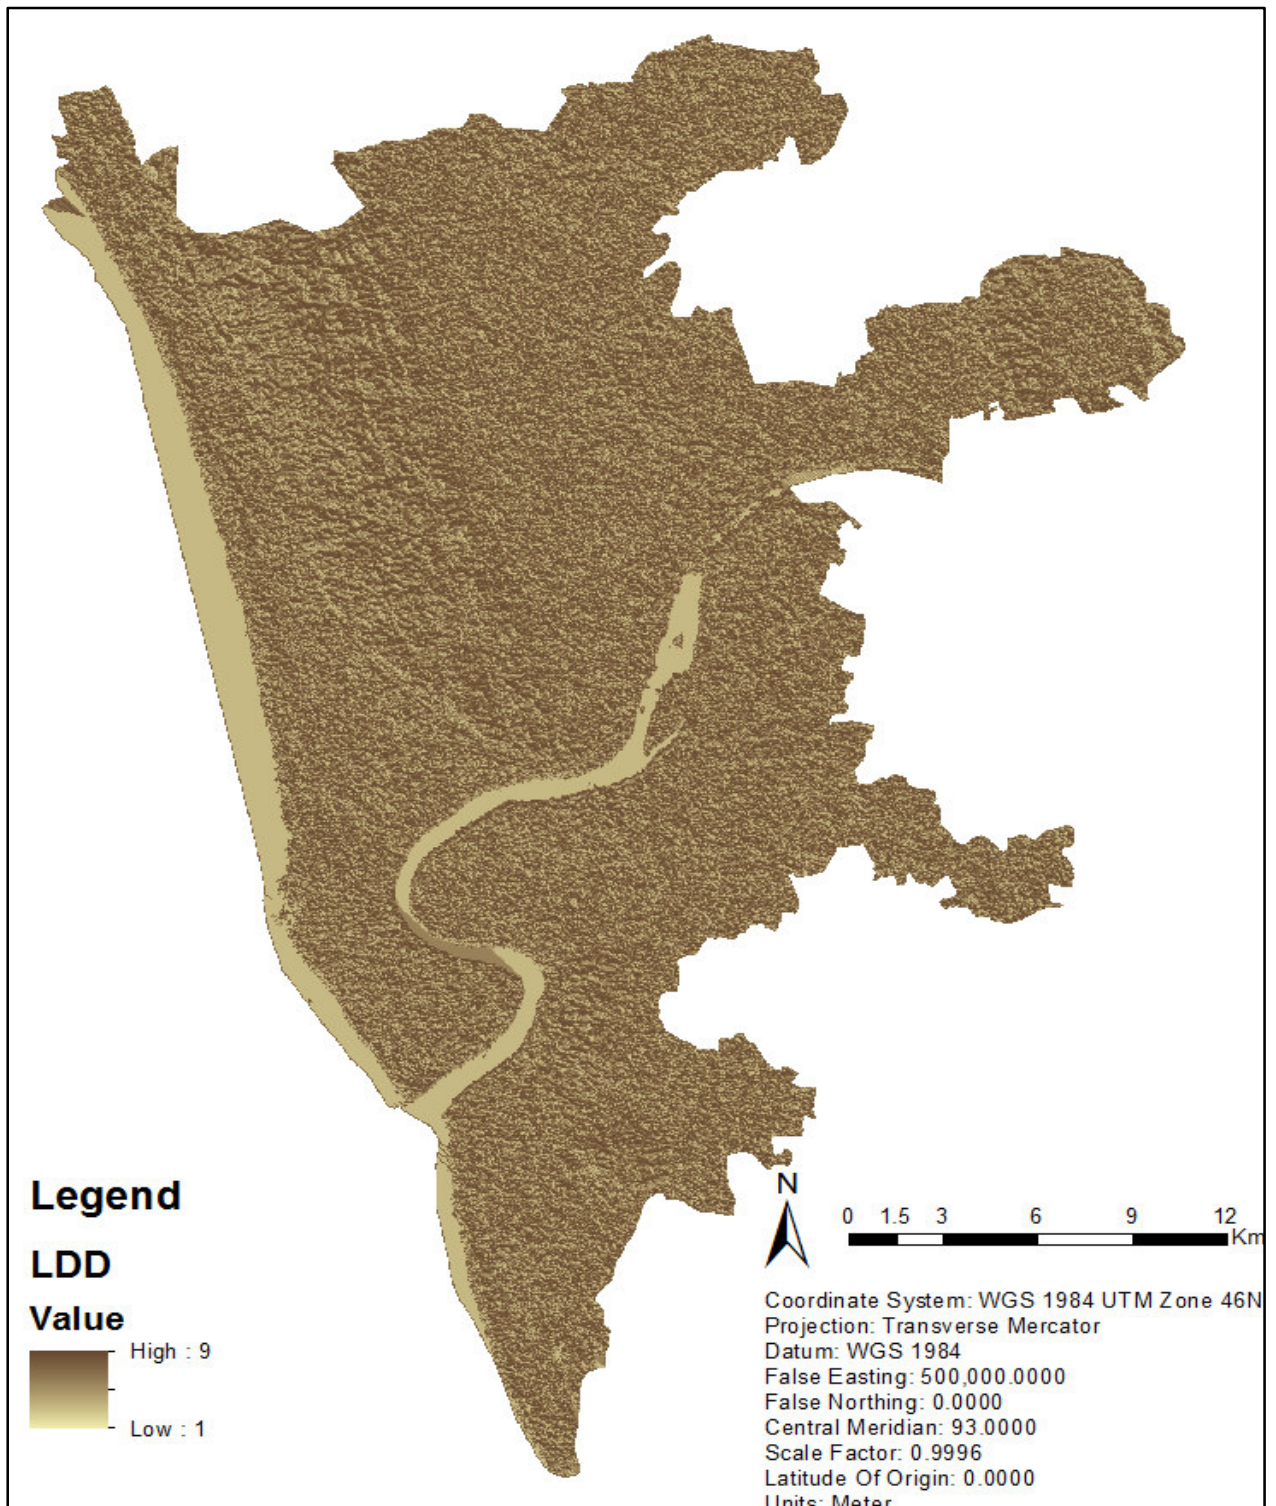 Legend
LDD
Value
High : 9
Low : 1
N
0 1.5 3 6 9 12
Km
Coordinate System: WGS 1984 UTM Zone 46N
Projection: Transverse Mercator
Datum: WGS 1984
False Easting: 500,000.0000
False Northing: 0.0000
Central Meridian: 93.0000
Scale Factor: 0.9996
Latitude Of Origin: 0.0000
Units: Meter